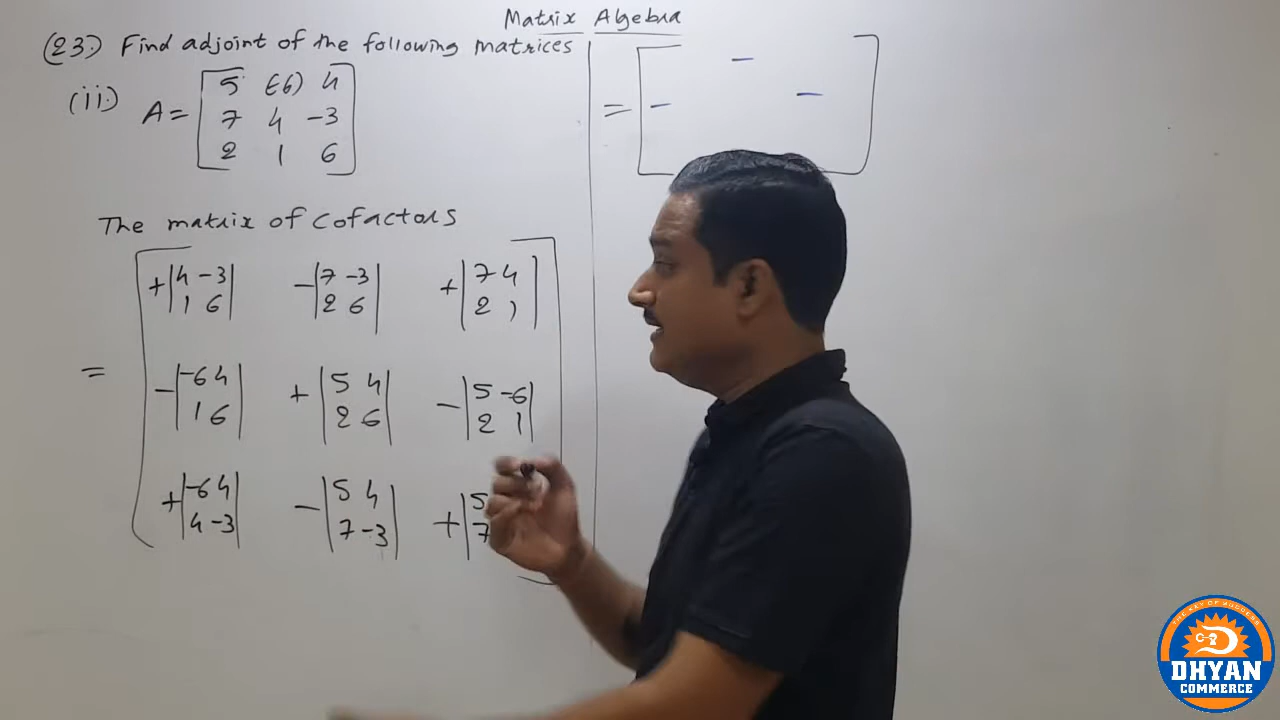 Matrix Algebra
(23.) Find adjoint of the following matrices
(ii) A = [5 (-6) 4
7 4 -3
2 1 6]
The matrix of cofactors
= [+|4 -3| -|7 -3| +|7 4|
|1 6| |2 6| |2 1|
-|-6 4| +|5 4| -|5 -6|
|1 6| |2 6| |2 1|
+|-6 4| -|5 4| +|5
|4 -3| |7 -3| |7
= [ -
- - ]
THE KEY OF SUCCESS
DHYAN
COMMERCE